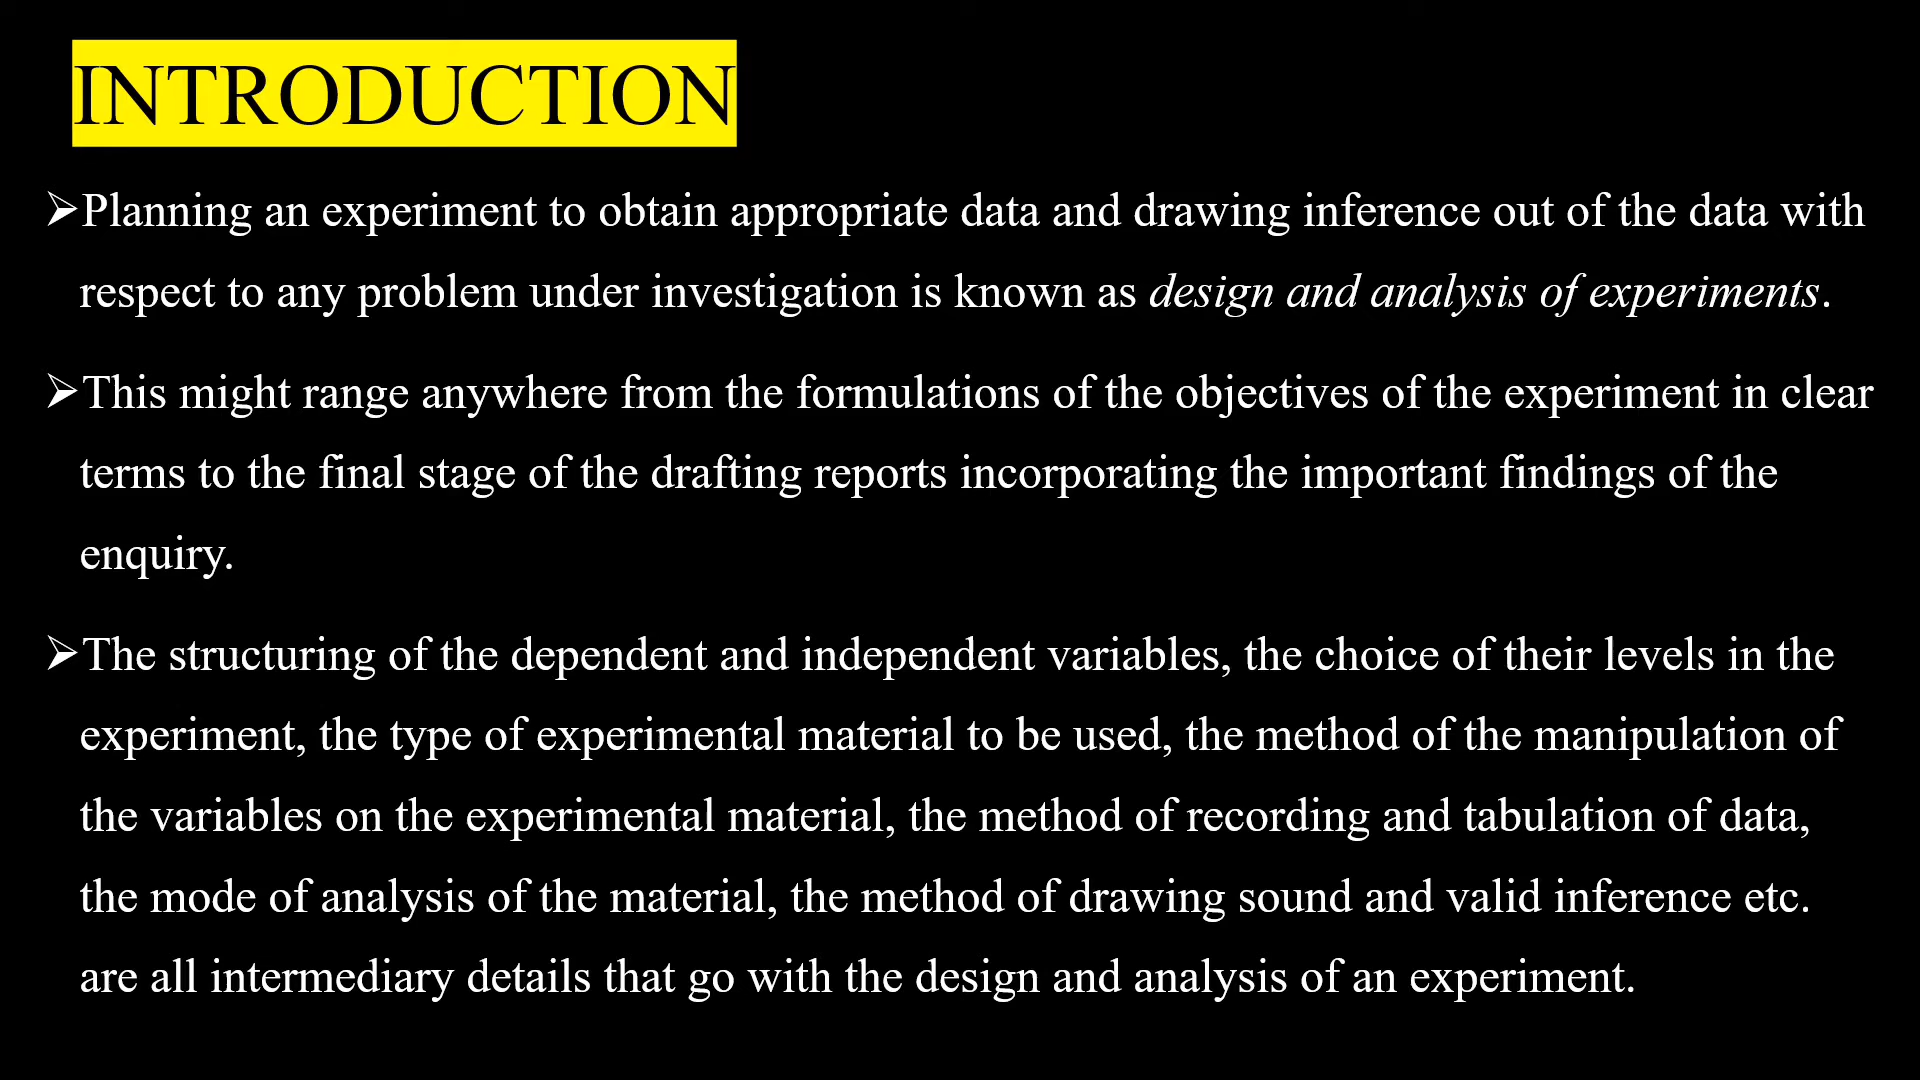 INTRODUCTION
➢Planning an experiment to obtain appropriate data and drawing inference out of the data with
respect to any problem under investigation is known as design and analysis of experiments.
➢This might range anywhere from the formulations of the objectives of the experiment in clear
terms to the final stage of the drafting reports incorporating the important findings of the
enquiry.
➢The structuring of the dependent and independent variables, the choice of their levels in the
experiment, the type of experimental material to be used, the method of the manipulation of
the variables on the experimental material, the method of recording and tabulation of data,
the mode of analysis of the material, the method of drawing sound and valid inference etc.
are all intermediary details that go with the design and analysis of an experiment.